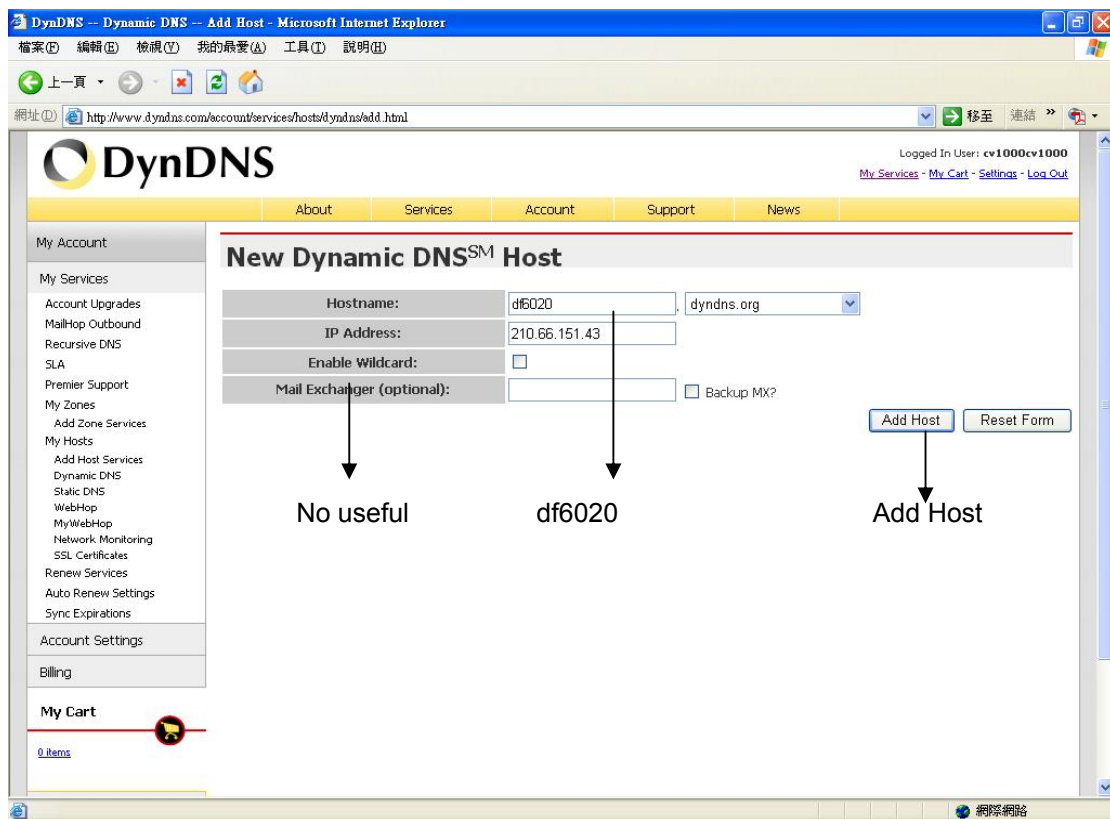 DynDNS -- Dynamic DNS -- Add Host - Microsoft Internet Explorer
檔案(F) 編輯(E) 檢視(V) 我的最愛(A) 工具(T) 說明(H)
上一頁
網址(D) http://www.dyndns.com/account/services/hosts/dyndns/add.html 移至 連結 »
DynDNS
Logged In User: cv1000cv1000
My Services - My Cart - Settings - Log Out
About Services Account Support News
My Account
My Services
Account Upgrades
MailHop Outbound
Recursive DNS
SLA
Premier Support
My Zones
Add Zone Services
My Hosts
Add Host Services
Dynamic DNS
Static DNS
WebHop
MyWebHop
Network Monitoring
SSL Certificates
Renew Services
Auto Renew Settings
Sync Expirations
Account Settings
Billing
My Cart
0 items
New Dynamic DNS℠ Host
Hostname: df6020 . dyndns.org
IP Address: 210.66.151.43
Enable Wildcard:
Mail Exchanger (optional): Backup MX?
Add Host Reset Form
No useful df6020 Add Host
網際網路